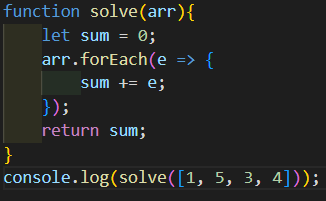 function solve(arr){
    let sum = 0;
    arr.forEach(e => {
        sum += e;
    });
    return sum;
}
console.log(solve([1, 5, 3, 4]));